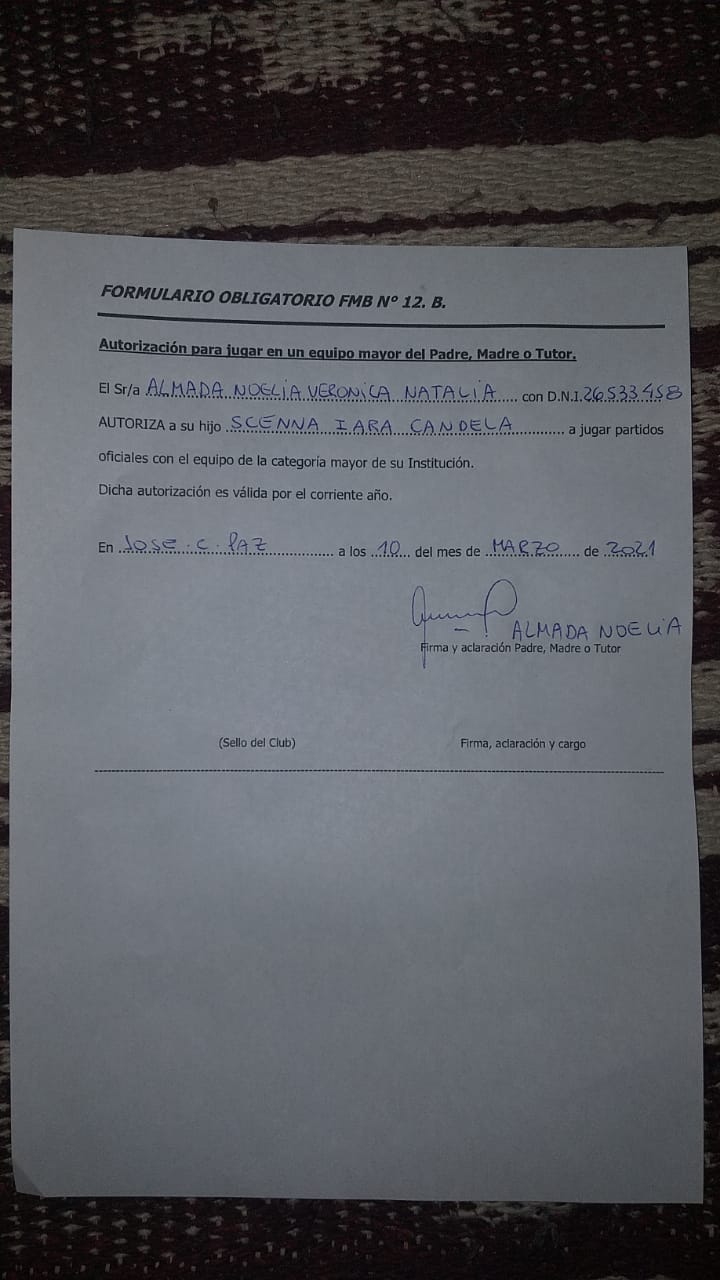 FORMULARIO OBLIGATORIO FMB Nº 12. B.
Autorización para jugar en un equipo mayor del Padre, Madre o Tutor.
El Sr/a ALMADA NOELIA VERONICA NATALIA con D.N.I. 26533458
AUTORIZA a su hijo SCENNA IARA CANDELA a jugar partidos
oficiales con el equipo de la categoría mayor de su Institución.
Dicha autorización es válida por el corriente año.
En JOSE C. PAZ a los 10 del mes de MARZO de 2021
ALMADA NOELIA
Firma y aclaración Padre, Madre o Tutor
(Sello del Club) Firma, aclaración y cargo